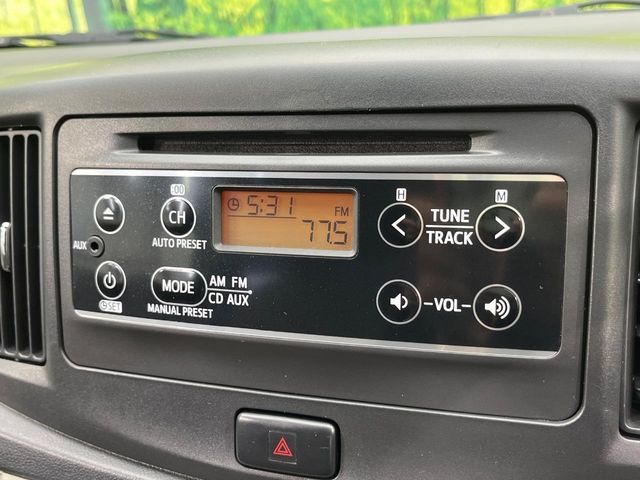 :00
H
M
5:31
FM
77.5
CH
TUNE
TRACK
AUTO PRESET
AUX
MODE
AM FM
CD AUX
VOL
SET
MANUAL PRESET